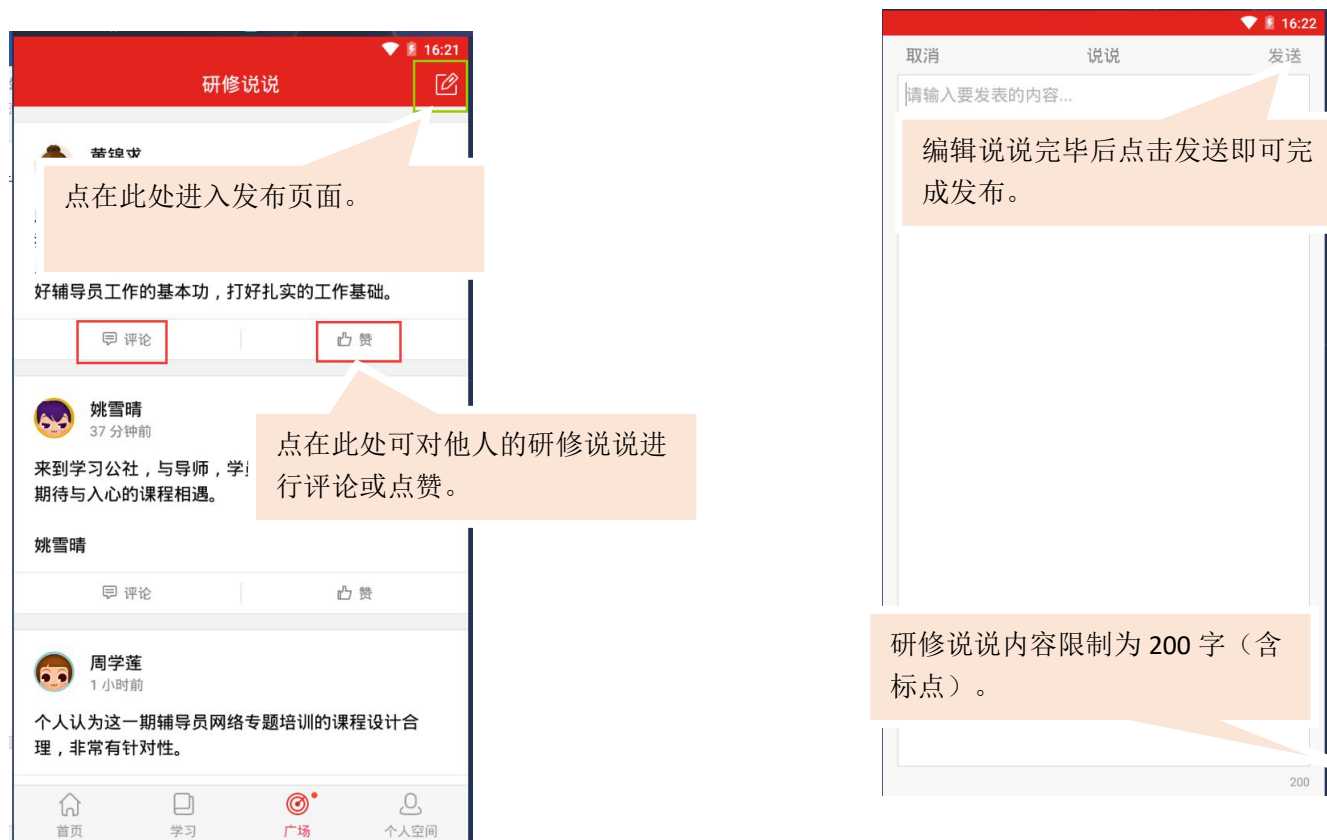 16:21
研修说说
点在此处进入发布页面。
好辅导员工作的基本功，打好扎实的工作基础。
评论
赞
姚雪晴
37 分钟前
来到学习公社，与导师，学
期待与入心的课程相遇。
姚雪晴
点在此处可对他人的研修说说进
行评论或点赞。
评论
赞
周学莲
1 小时前
个人认为这一期辅导员网络专题培训的课程设计合
理，非常有针对性。
首页
学习
广场
个人空间
16:22
取消
说说
发送
请输入要发表的内容...
编辑说说完毕后点击发送即可完
成发布。
研修说说内容限制为 200 字（含
标点）。
200